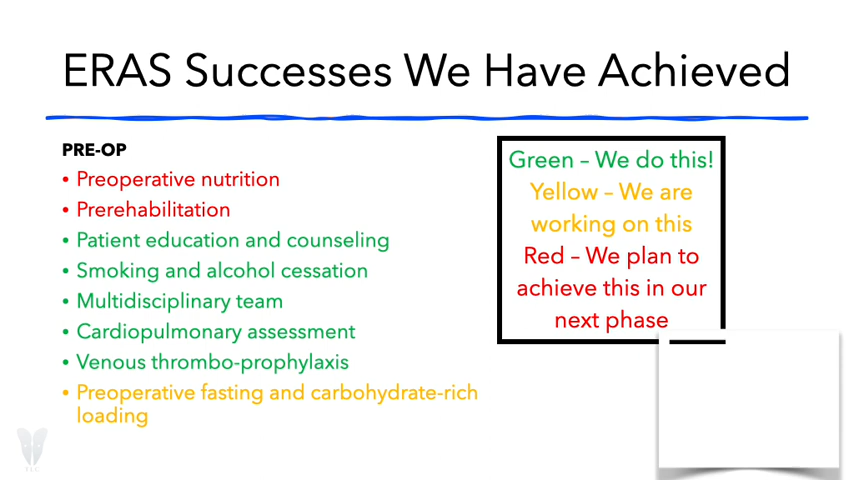 ERAS Successes We Have Achieved
PRE-OP
• Preoperative nutrition
• Prerehabilitation
• Patient education and counseling
• Smoking and alcohol cessation
• Multidisciplinary team
• Cardiopulmonary assessment
• Venous thrombo-prophylaxis
• Preoperative fasting and carbohydrate-rich
loading
Green – We do this!
Yellow – We are
working on this
Red – We plan to
achieve this in our
next phase
TLC